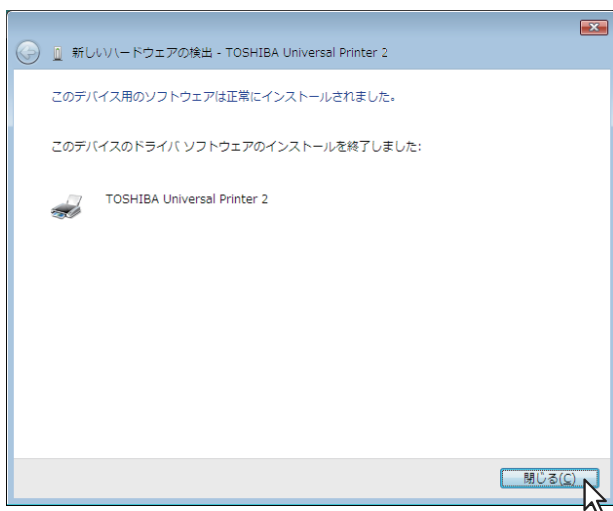 新しいハードウェアの検出 - TOSHIBA Universal Printer 2
このデバイス用のソフトウェアは正常にインストールされました。
このデバイスのドライバ ソフトウェアのインストールを終了しました:
TOSHIBA Universal Printer 2
閉じる(C)